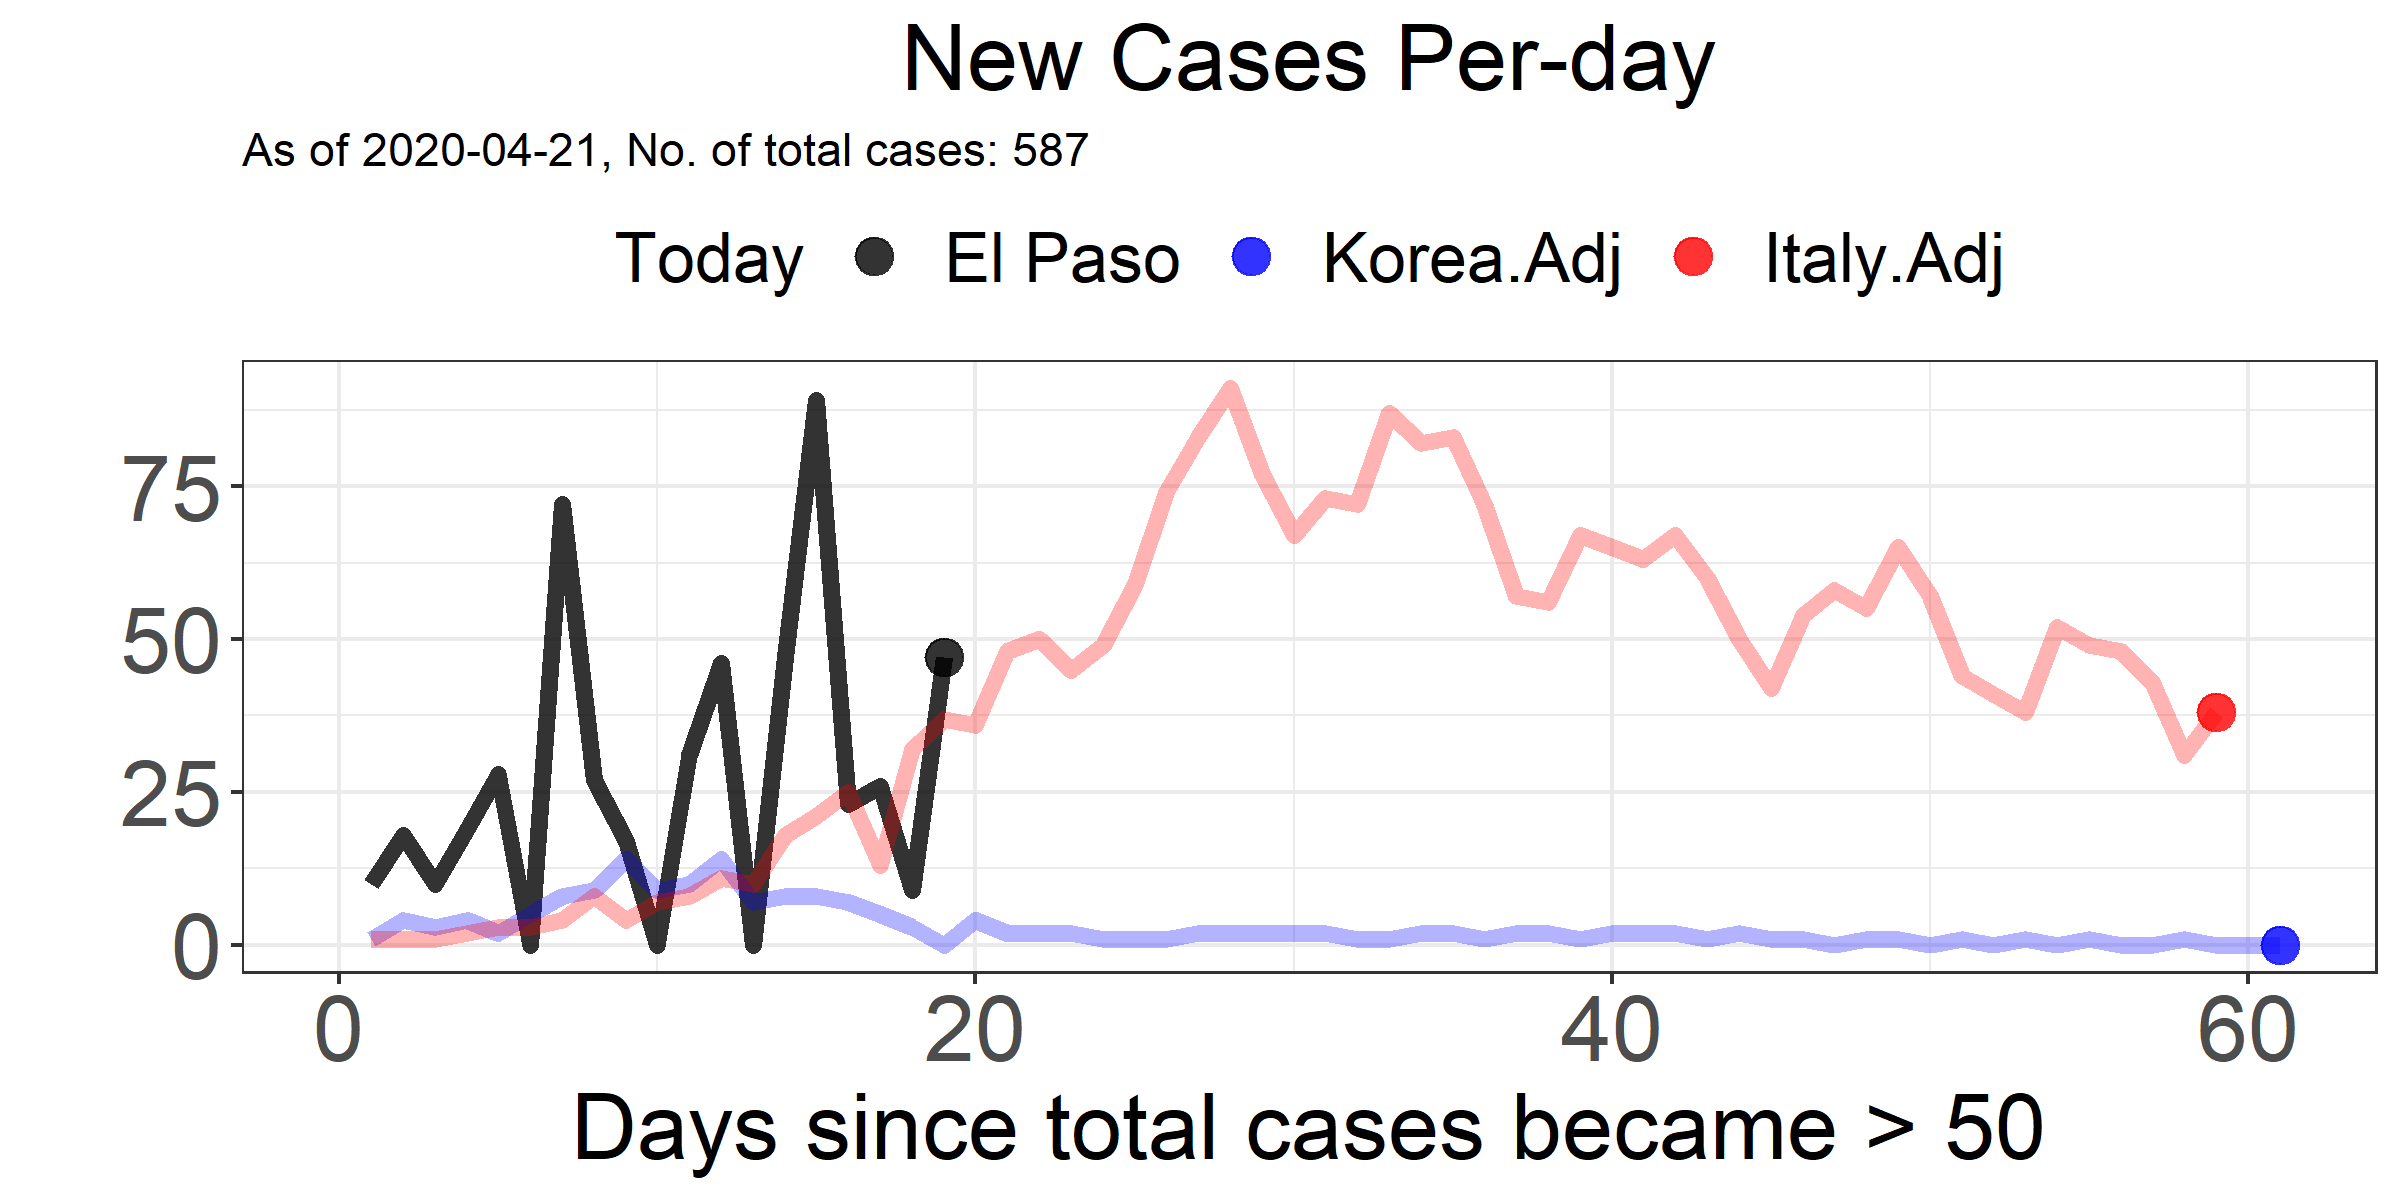 New Cases Per-day
As of 2020-04-21, No. of total cases: 587
Today El Paso Korea.Adj Italy.Adj
75
50
25
0
0 20 40 60
Days since total cases became > 50